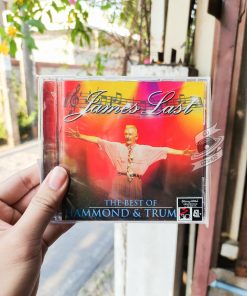 James Last
THE BEST OF
HAMMOND & TRUM